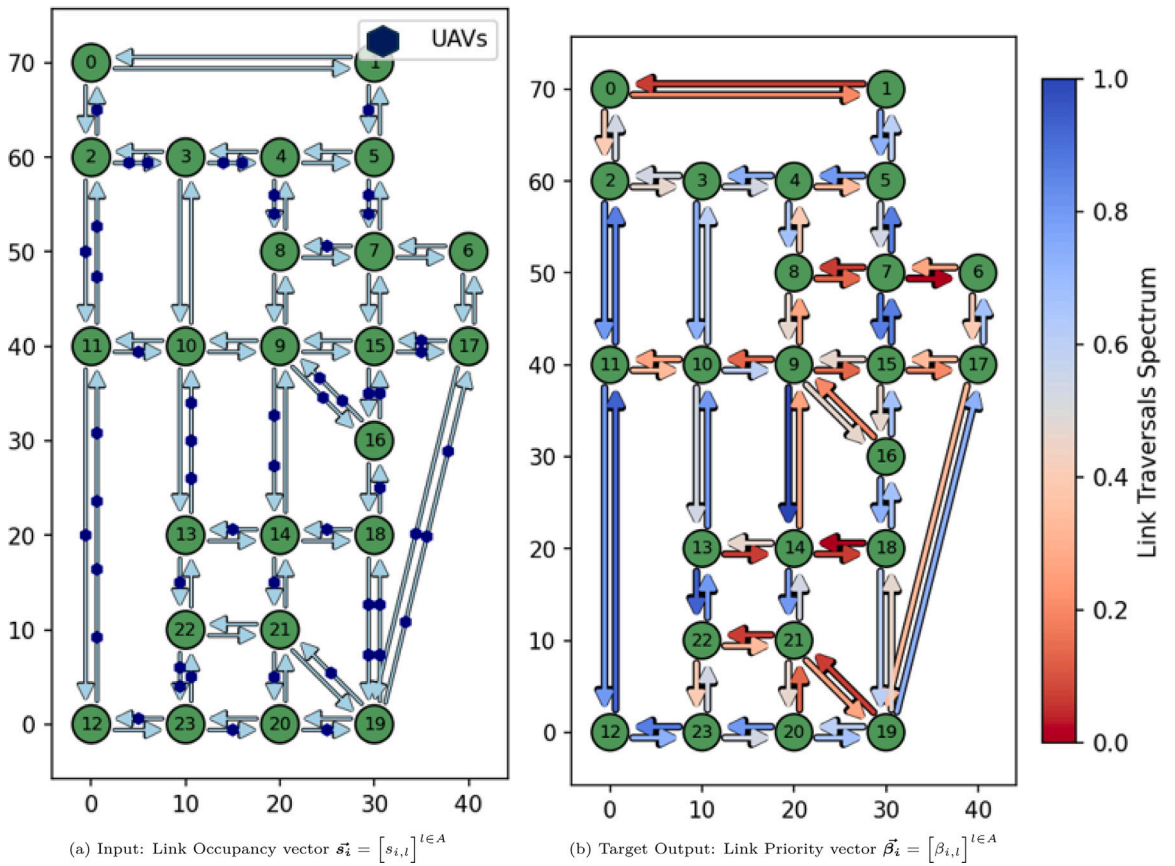 UAVs
70
60
50
40
30
20
10
0
0 10 20 30 40
0 1
2 3 4 5
8 7 6
11 10 9 15 17
16
13 14 18
22 21
12 23 20 19
(a) Input: Link Occupancy vector s⃗ᵢ = [sᵢ,ₗ]^{l∈A}
70
60
50
40
30
20
10
0
0 10 20 30 40
0 1
2 3 4 5
8 7 6
11 10 9 15 17
16
13 14 18
22 21
12 23 20 19
1.0
0.8
0.6
0.4
0.2
0.0
Link Traversals Spectrum
(b) Target Output: Link Priority vector β⃗ᵢ = [βᵢ,ₗ]^{l∈A}